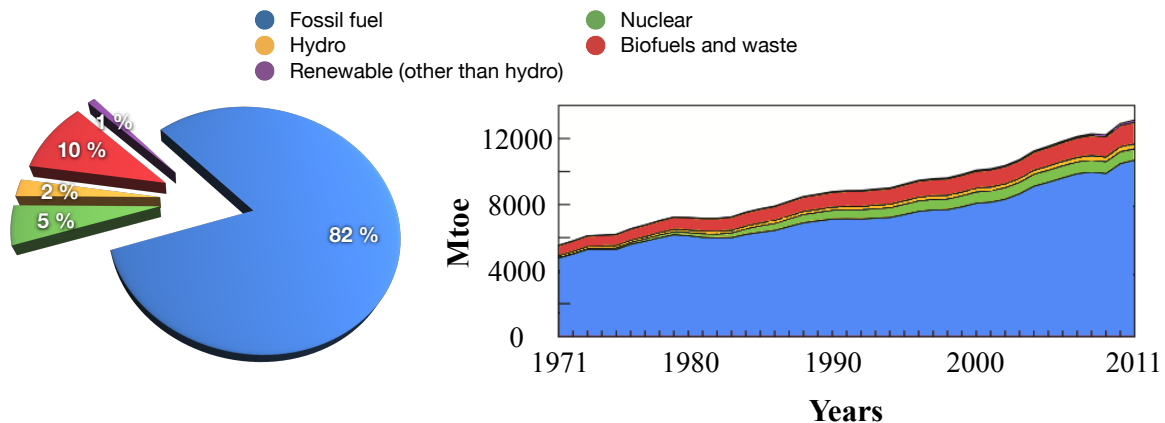 Fossil fuel
Nuclear
Hydro
Biofuels and waste
Renewable (other than hydro)
1 %
10 %
2 %
5 %
82 %
12000
8000
4000
0
Mtoe
1971
1980
1990
2000
2011
Years